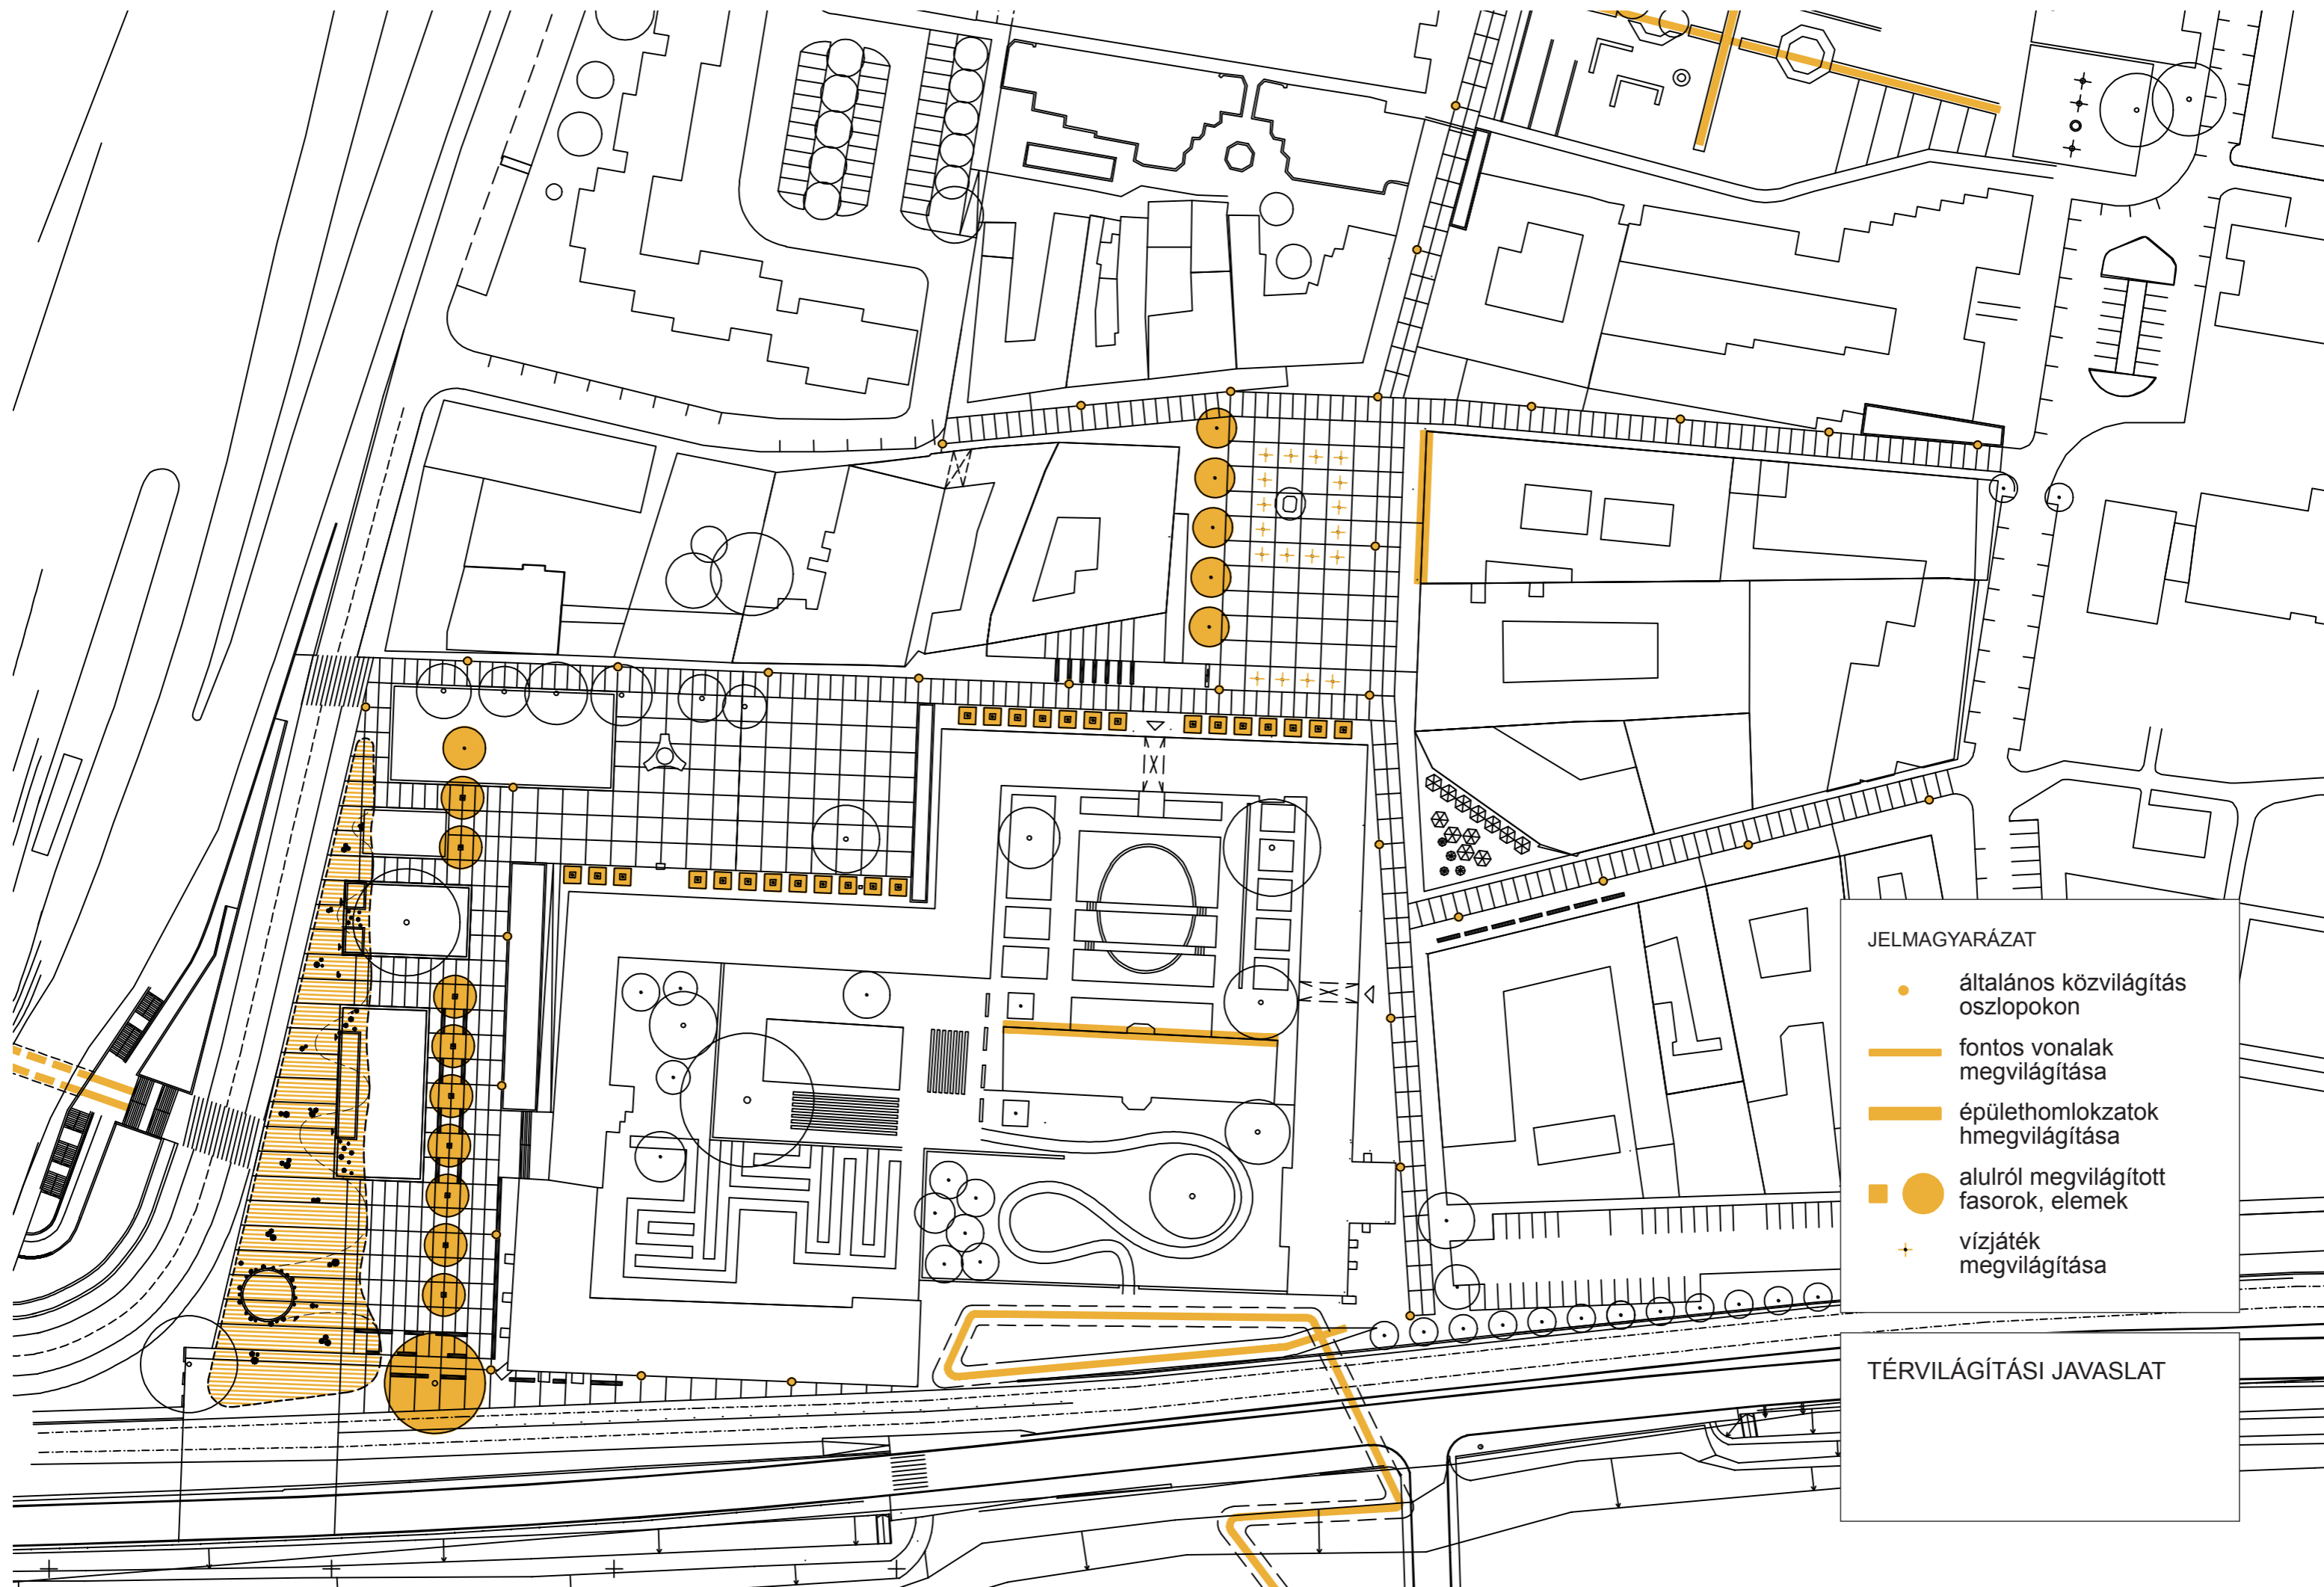 JELMAGYARÁZAT
általános közvilágítás
oszlopokon
fontos vonalak
megvilágítása
épülethomlokzatok
hmegvilágítása
alulról megvilágított
fasorok, elemek
vízjáték
megvilágítása
TÉRVILÁGÍTÁSI JAVASLAT